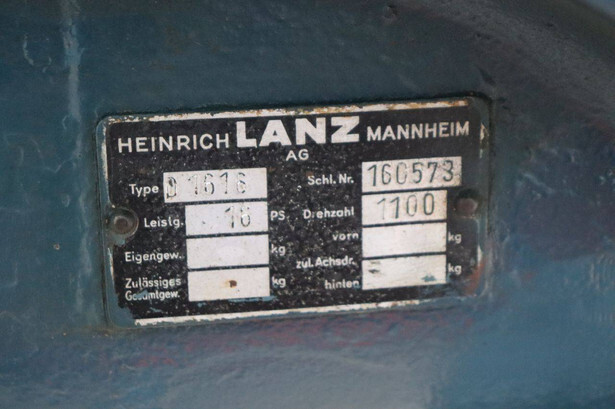 HEINRICH LANZ MANNHEIM
AG
Type D 1616 Schl. Nr. 160573
Leistg. 16 PS Drehzahl 1100
Eigengew. kg vorn kg
zul. Achsdr.
Zulässiges Gesamtgew. kg hinten kg